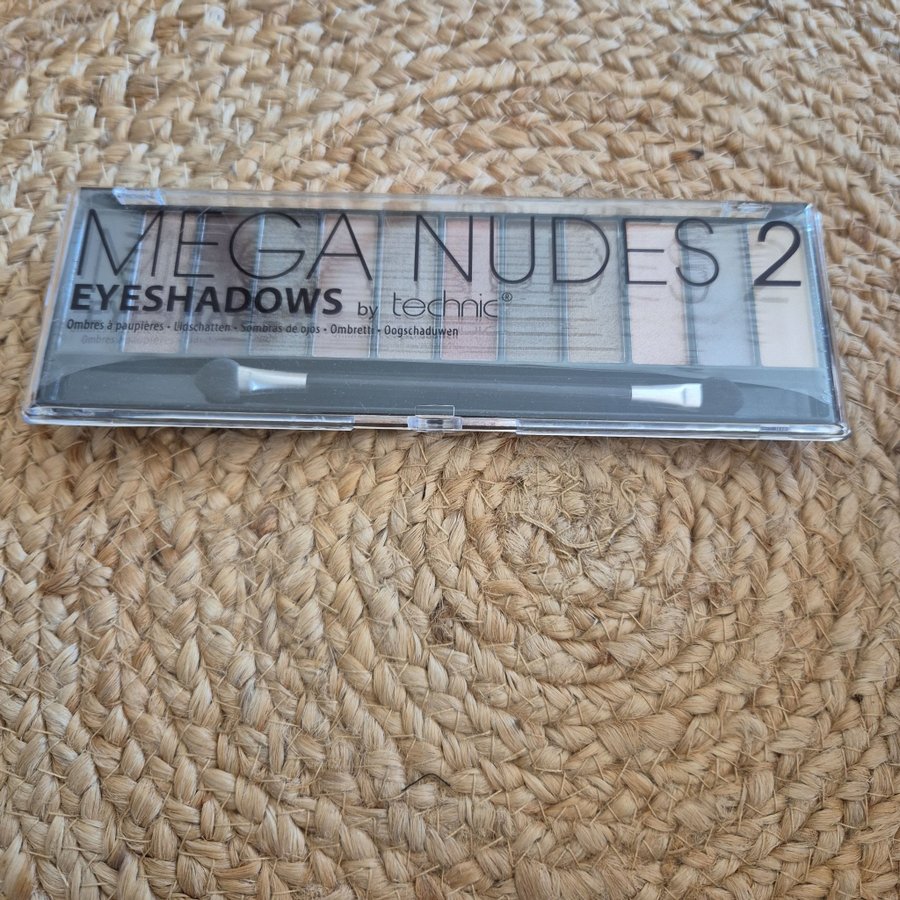 MEGA NUDES 2
EYESHADOWS by technic®
Ombres à paupières • Lidschatten • Sombras de ojos • Ombretti • Oogschaduwen